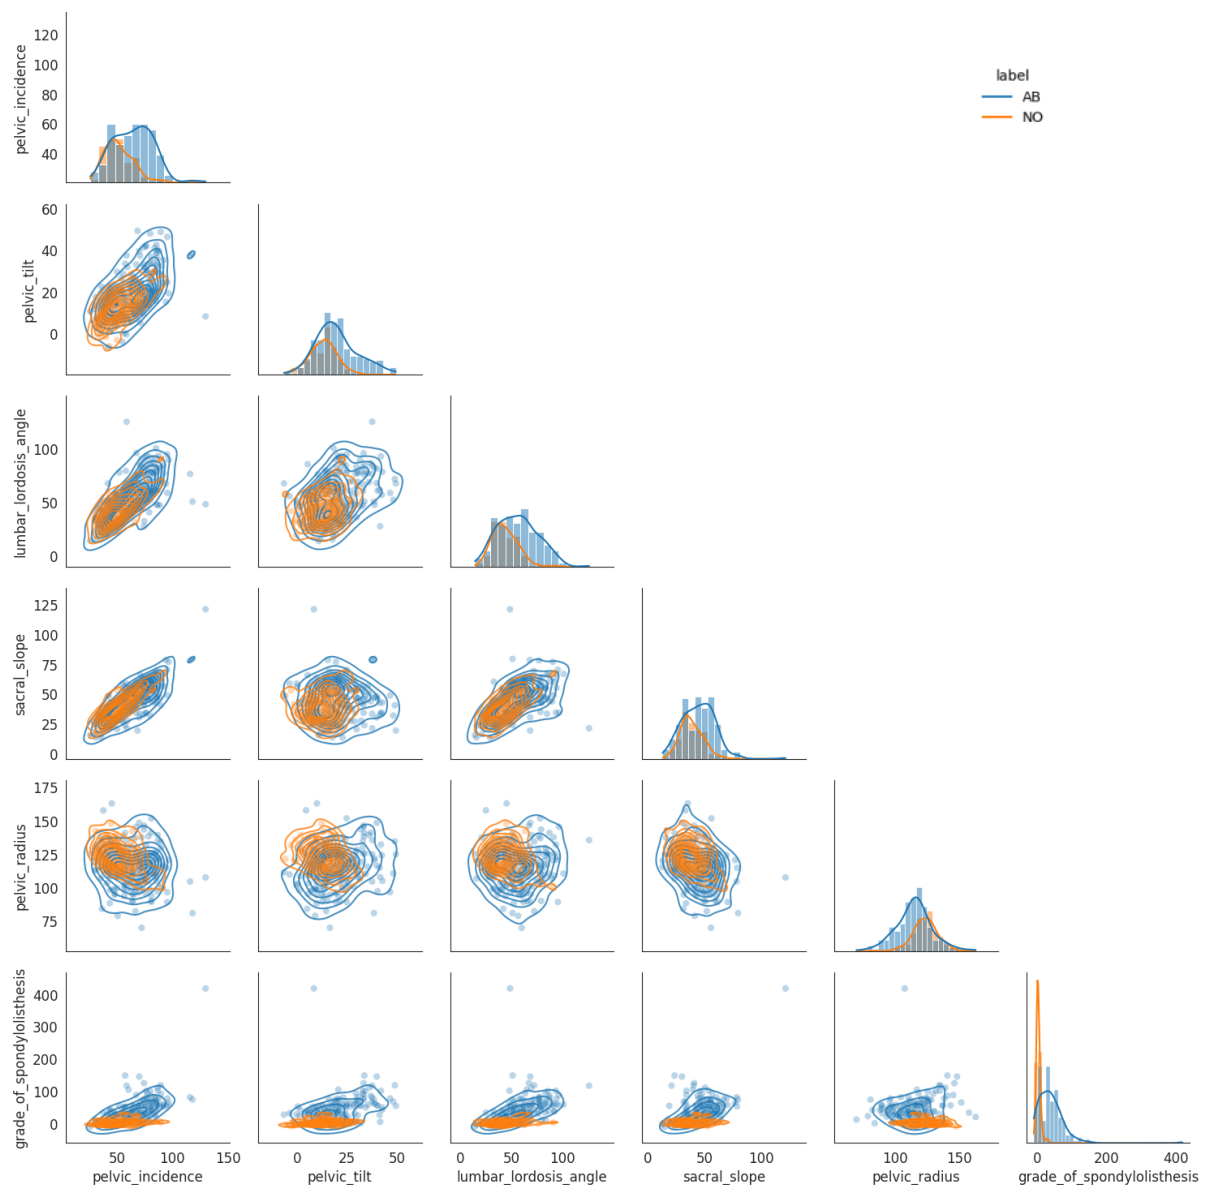 120
100
80
60
40
pelvic_incidence
label
AB
NO
60
40
20
0
pelvic_tilt
100
50
0
lumbar_lordosis_angle
125
100
75
50
25
0
sacral_slope
175
150
125
100
75
pelvic_radius
400
300
200
100
0
grade_of_spondylolisthesis
50 100 150
0 25 50
0 50 100
0 50 100
100 150
0 200 400
pelvic_incidence
pelvic_tilt
lumbar_lordosis_angle
sacral_slope
pelvic_radius
grade_of_spondylolisthesis